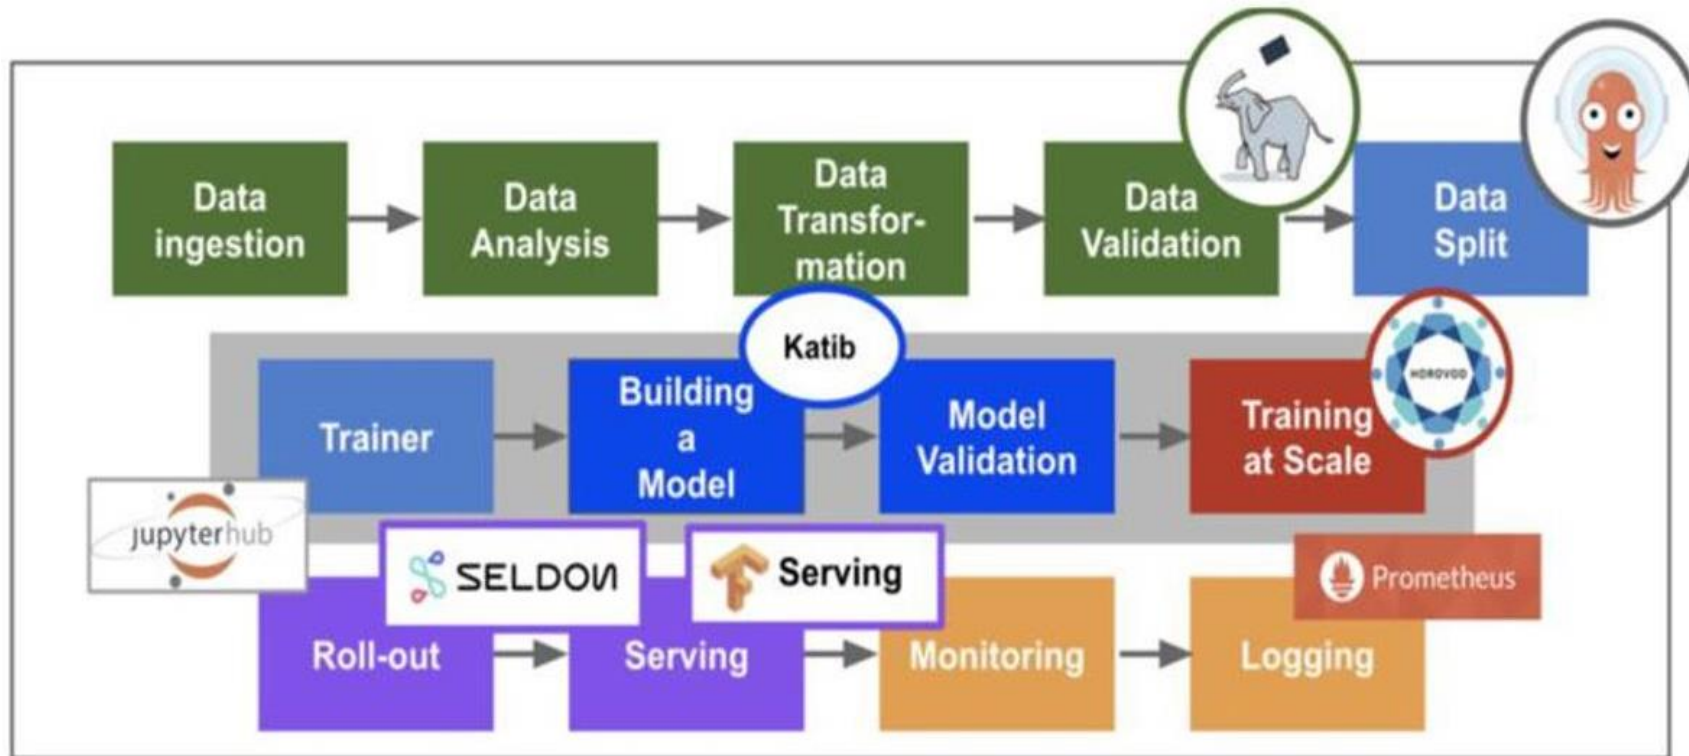 Data
ingestion
Data
Analysis
Data
Transfor-
mation
Data
Validation
Data
Split
Katib
Trainer
Building
a
Model
Model
Validation
Training
at Scale
HOROVOD
jupyterhub
SELDON
Serving
Prometheus
Roll-out
Serving
Monitoring
Logging